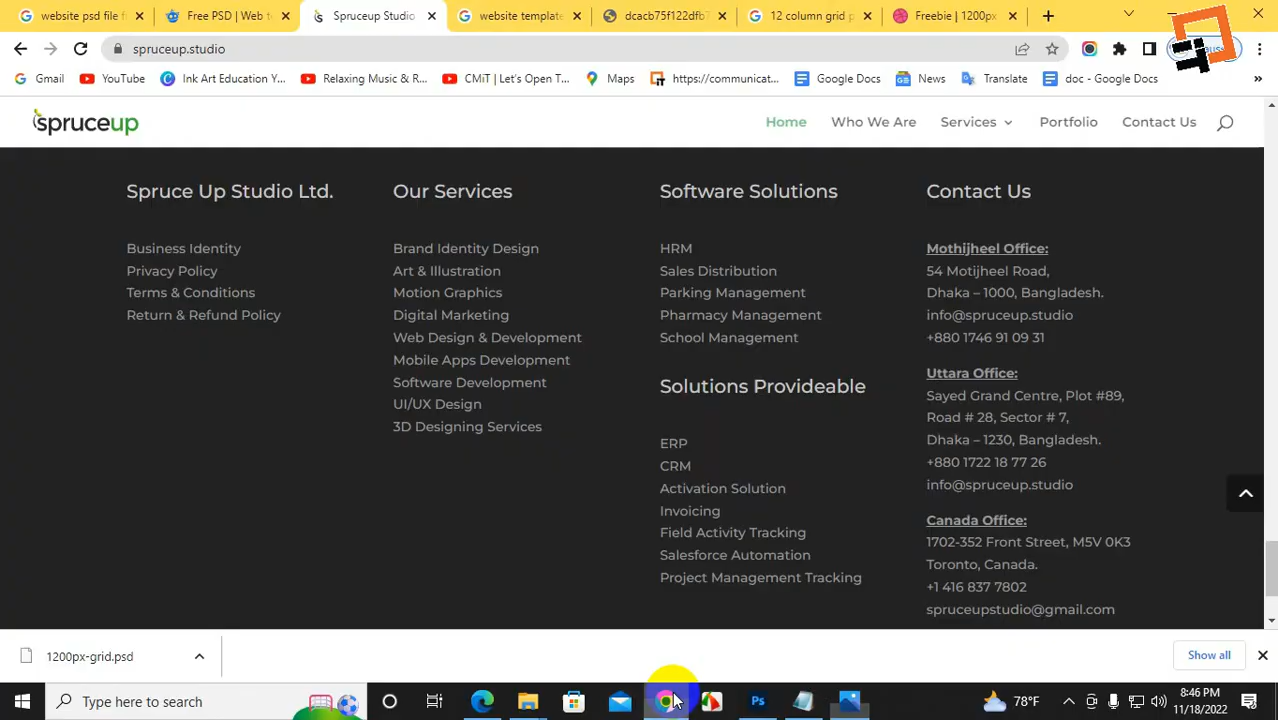 website psd file f
Free PSD | Web t
Spruceup Studio
website template
dcacb75f122dfb7
12 column grid p
Freebie | 1200px
spruceup.studio
Gmail
YouTube
Ink Art Education Y...
Relaxing Music & R...
CMiT | Let's Open T...
Maps
https://communicat...
Google Docs
News
Translate
doc - Google Docs
spruceup
Home
Who We Are
Services
Portfolio
Contact Us
Spruce Up Studio Ltd.
Business Identity
Privacy Policy
Terms & Conditions
Return & Refund Policy
Our Services
Brand Identity Design
Art & Illustration
Motion Graphics
Digital Marketing
Web Design & Development
Mobile Apps Development
Software Development
UI/UX Design
3D Designing Services
Software Solutions
HRM
Sales Distribution
Parking Management
Pharmacy Management
School Management
Solutions Provideable
ERP
CRM
Activation Solution
Invoicing
Field Activity Tracking
Salesforce Automation
Project Management Tracking
Contact Us
Mothijheel Office:
54 Motijheel Road,
Dhaka – 1000, Bangladesh.
info@spruceup.studio
+880 1746 91 09 31
Uttara Office:
Sayed Grand Centre, Plot #89,
Road # 28, Sector # 7,
Dhaka – 1230, Bangladesh.
+880 1722 18 77 26
info@spruceup.studio
Canada Office:
1702-352 Front Street, M5V 0K3
Toronto, Canada.
+1 416 837 7802
spruceupstudio@gmail.com
1200px-grid.psd
Show all
Type here to search
Ps
78°F
8:46 PM
11/18/2022